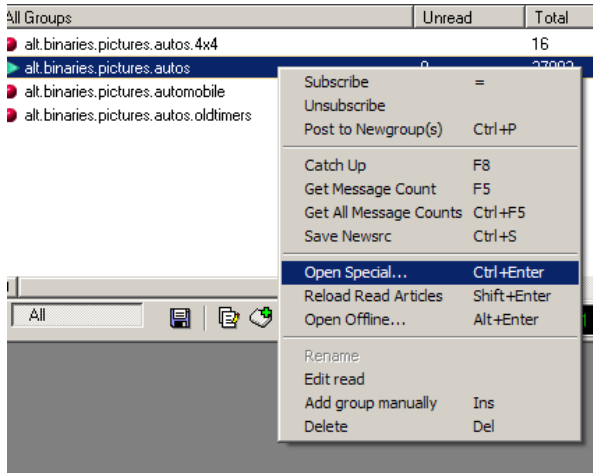 All Groups Unread Total
alt.binaries.pictures.autos.4x4 16
alt.binaries.pictures.autos 0
alt.binaries.pictures.automobile
alt.binaries.pictures.autos.oldtimers
Subscribe =
Unsubscribe
Post to Newgroup(s) Ctrl+P
Catch Up F8
Get Message Count F5
Get All Message Counts Ctrl+F5
Save Newsrc Ctrl+S
Open Special... Ctrl+Enter
Reload Read Articles Shift+Enter
Open Offline... Alt+Enter
Rename
Edit read
Add group manually Ins
Delete Del
All